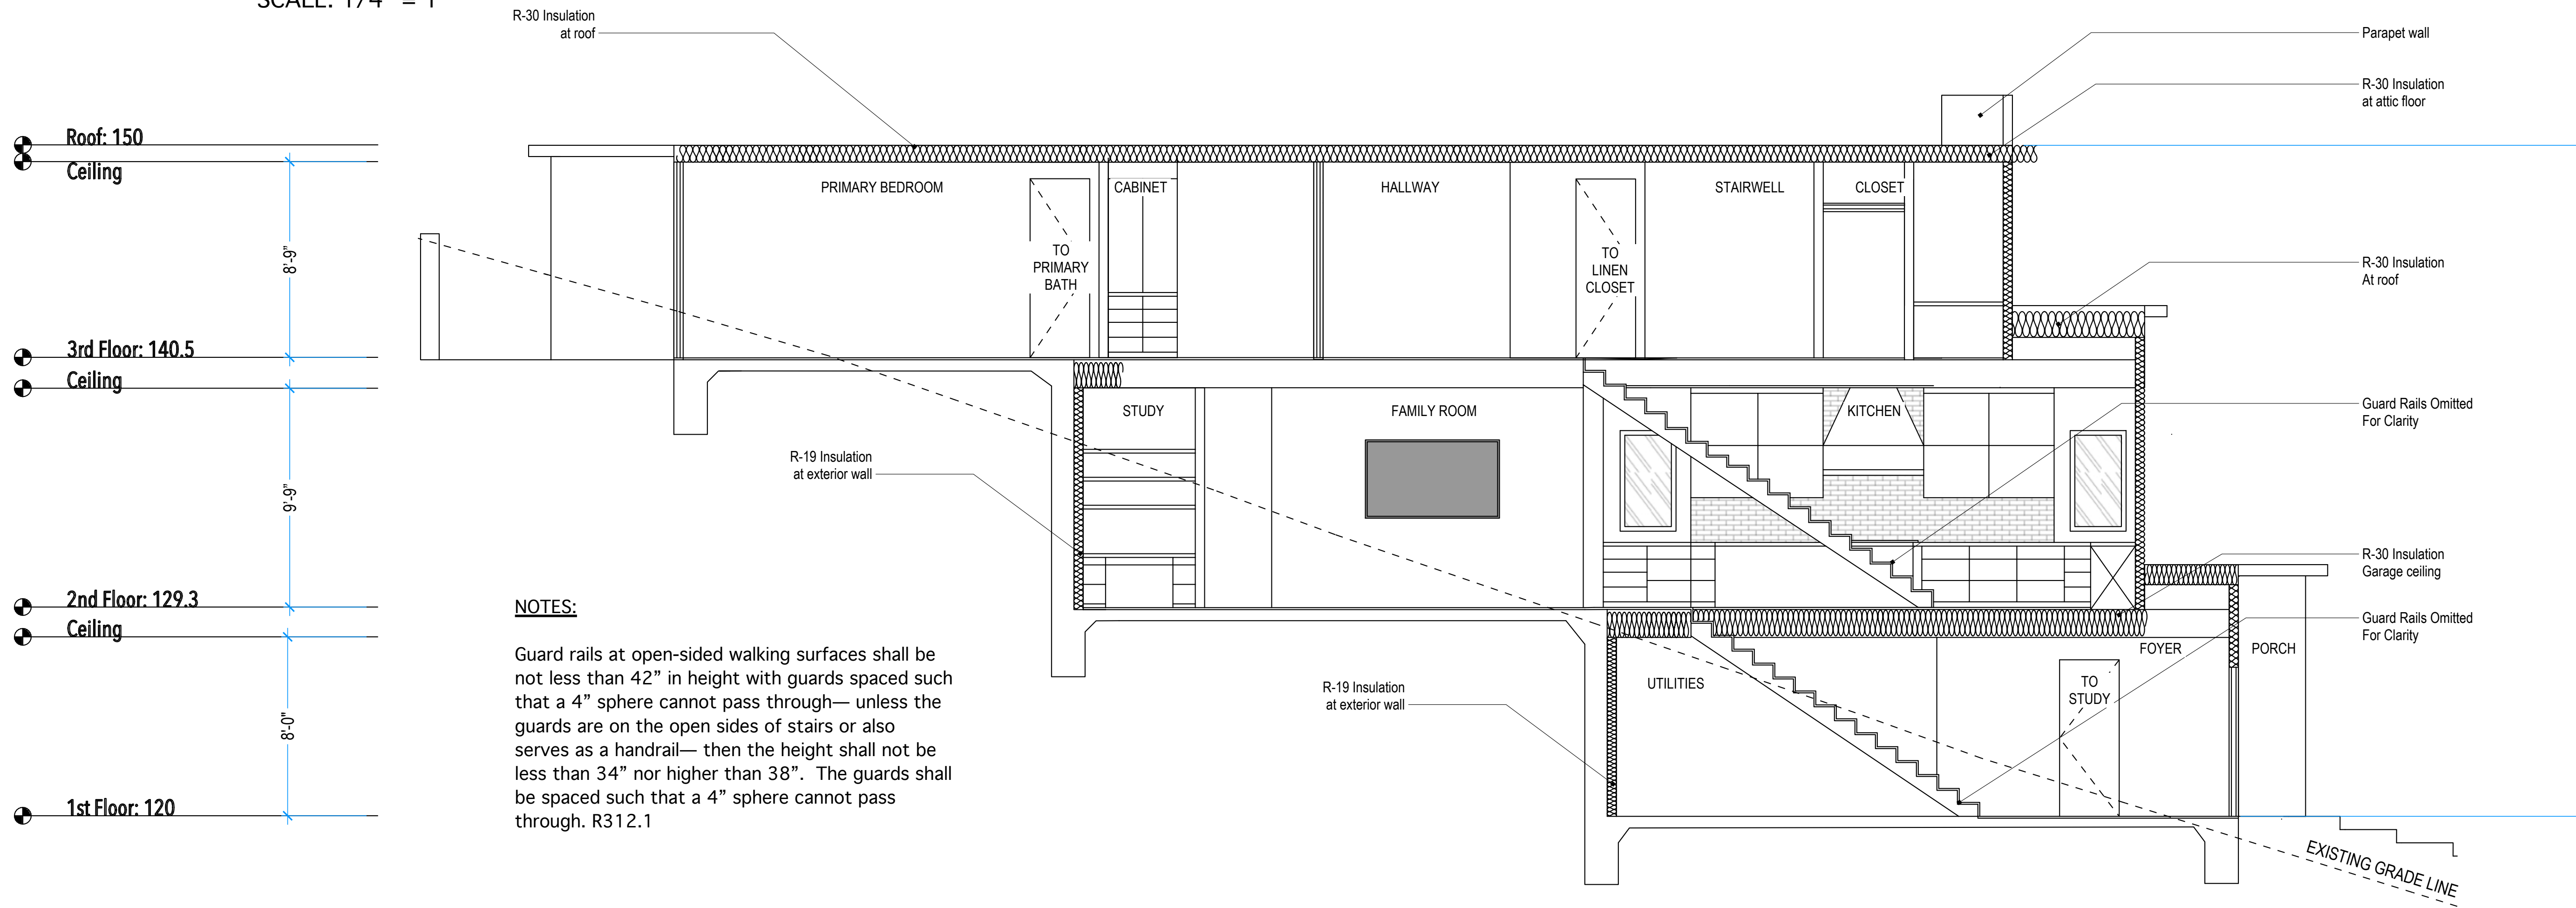 SCALE: 1/4" = 1'
R-30 Insulation
at roof
Parapet wall
R-30 Insulation
at attic floor
Roof: 150
Ceiling
PRIMARY BEDROOM
CABINET
HALLWAY
STAIRWELL
CLOSET
TO
PRIMARY
BATH
TO
LINEN
CLOSET
8'-9"
R-30 Insulation
At roof
3rd Floor: 140.5
Ceiling
STUDY
FAMILY ROOM
KITCHEN
Guard Rails Omitted
For Clarity
R-19 Insulation
at exterior wall
9'-9"
R-30 Insulation
Garage ceiling
2nd Floor: 129.3
Ceiling
Guard Rails Omitted
For Clarity
FOYER
PORCH
UTILITIES
TO
STUDY
R-19 Insulation
at exterior wall
8'-0"
1st Floor: 120
NOTES:
Guard rails at open-sided walking surfaces shall be
not less than 42” in height with guards spaced such
that a 4” sphere cannot pass through— unless the
guards are on the open sides of stairs or also
serves as a handrail— then the height shall not be
less than 34” nor higher than 38”.  The guards shall
be spaced such that a 4” sphere cannot pass
through. R312.1
EXISTING GRADE LINE